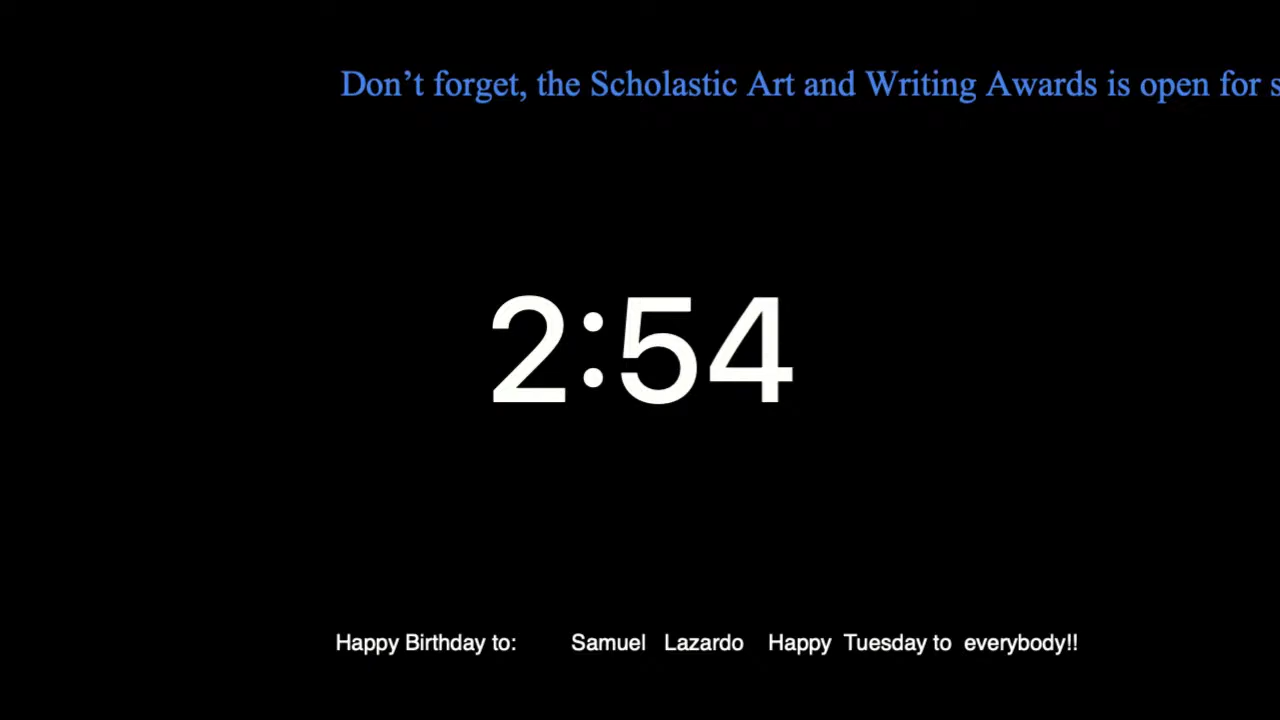 Don’t forget, the Scholastic Art and Writing Awards is open for s
2:54
Happy Birthday to: Samuel Lazardo Happy Tuesday to everybody!!